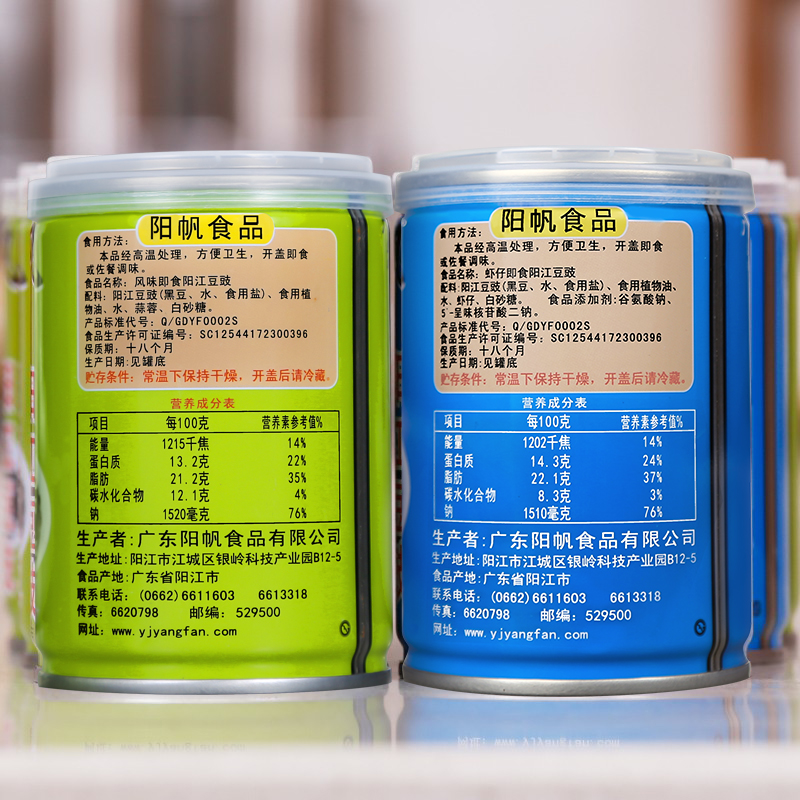 阳帆食品
食用方法:
本品经高温处理，方便卫生，开盖即食
或佐餐调味。
食品名称：风味即食阳江豆豉
配料：阳江豆豉(黑豆、水、食用盐)、食用植
物油、水、蒜蓉、白砂糖。
产品标准代号：Q/GDYF0002S
食品生产许可证编号：SC12544172300396
保质期：十八个月
生产日期：见罐底
贮存条件：常温下保持干燥，开盖后请冷藏。
营养成分表
项目 每100克 营养素参考值%
能量 1215千焦 14%
蛋白质 13.2克 22%
脂肪 21.2克 35%
碳水化合物 12.1克 4%
钠 1520毫克 76%
生产者：广东阳帆食品有限公司
生产地址：阳江市江城区银岭科技产业园B12-5
食品产地：广东省阳江市
联系电话：(0662)6611603 6613318
传真：6620798 邮编：529500
网址：www.yjyangfan.com
阳帆食品
食用方法:
本品经高温处理，方便卫生，开盖即食
或佐餐调味。
食品名称：虾仔即食阳江豆豉
配料:阳江豆豉(黑豆、水、食用盐)、食用植物油、
水、虾仔、白砂糖。 食品添加剂:谷氨酸钠、
5′-呈味核苷酸二钠。
产品标准代号：Q/GDYF0002S
食品生产许可证编号：SC12544172300396
保质期：十八个月
生产日期：见罐底
贮存条件：常温下保持干燥，开盖后请冷藏。
营养成分表
项目 每100克 营养素参考值%
能量 1202千焦 14%
蛋白质 14.3克 24%
脂肪 22.1克 37%
碳水化合物 8.3克 3%
钠 1510毫克 76%
生产者：广东阳帆食品有限公司
生产地址：阳江市江城区银岭科技产业园B12-5
食品产地：广东省阳江市
联系电话：(0662)6611603 6613318
传真：6620798 邮编：529500
网址：www.yjyangfan.com